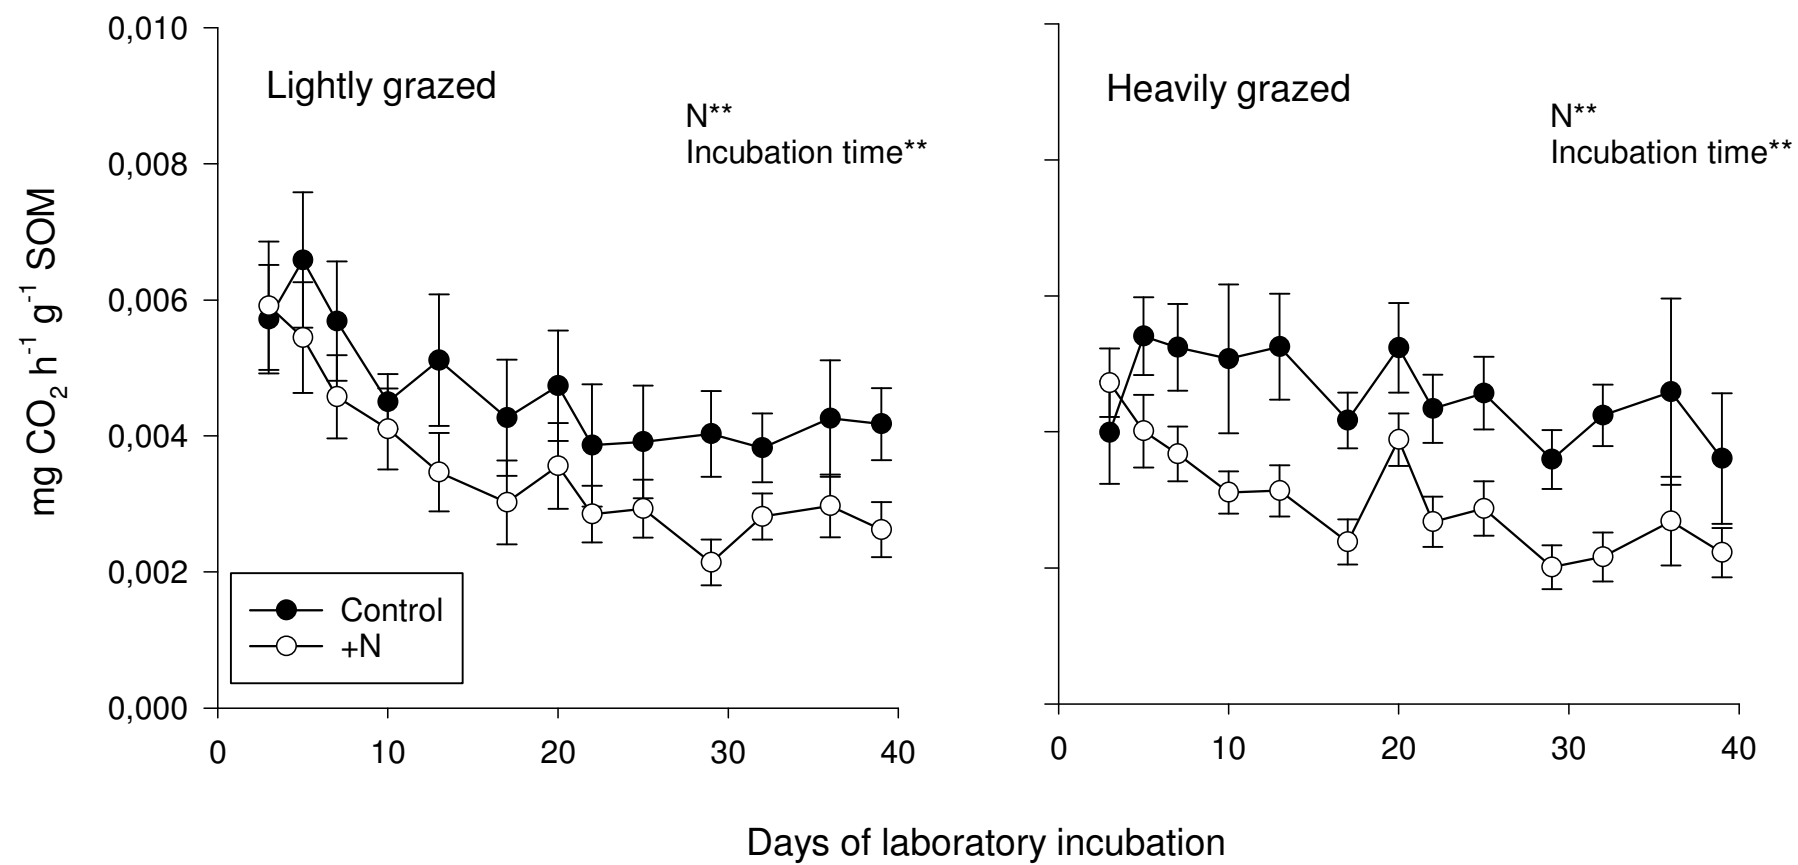 mg CO2 h-1 g-1 SOM
0,010
0,008
0,006
0,004
0,002
0,000
Lightly grazed
N**
Incubation time**
Control
+N
0 10 20 30 40
Heavily grazed
N**
Incubation time**
0 10 20 30 40
Days of laboratory incubation